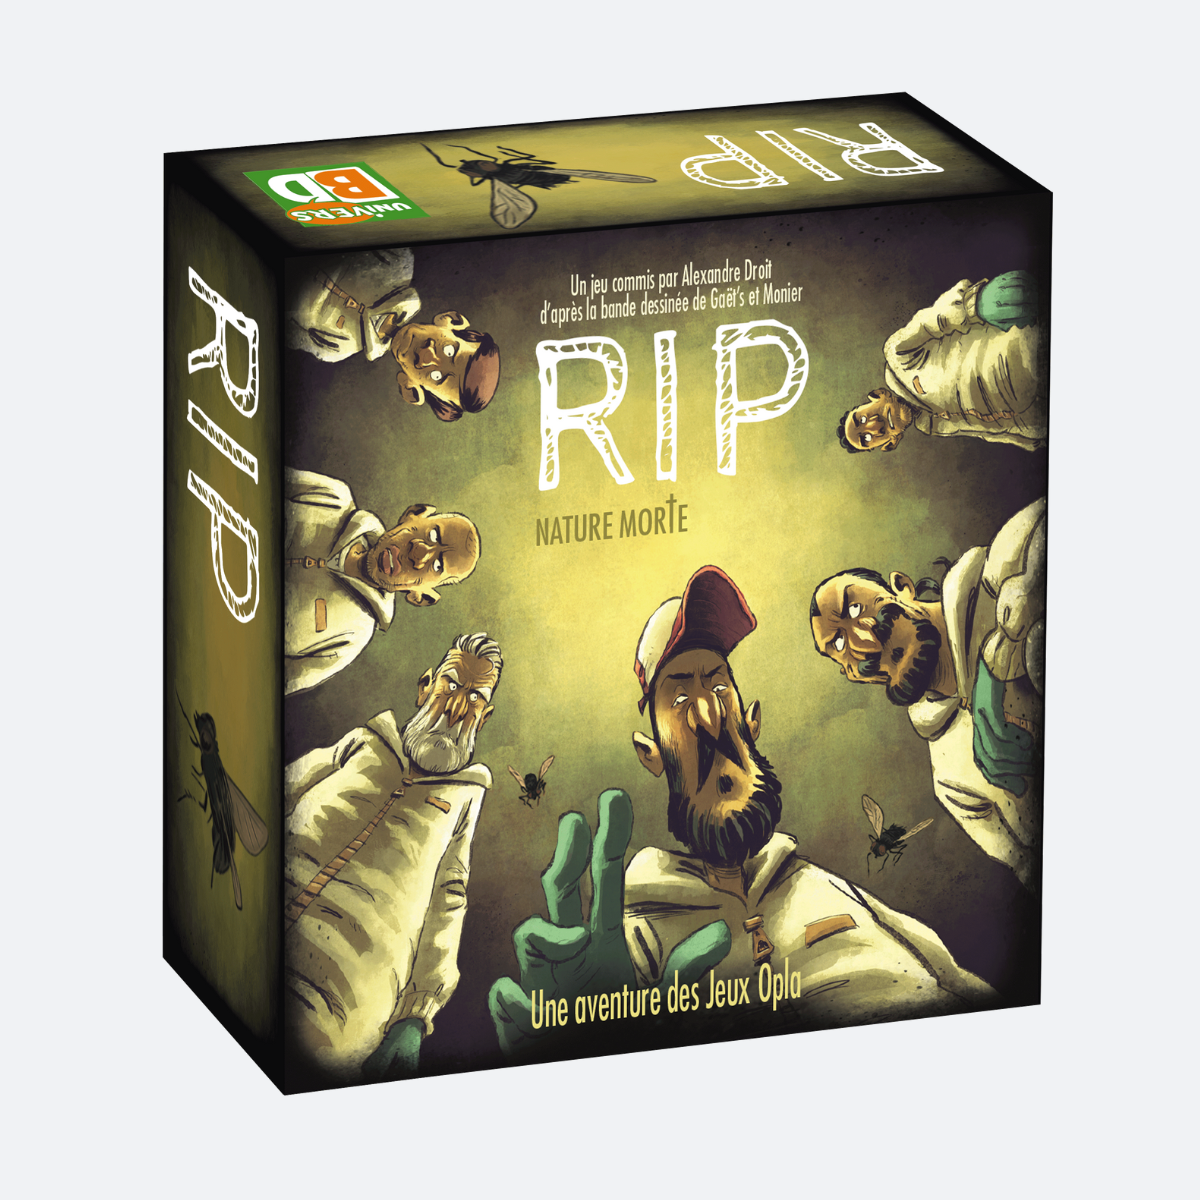 UNIVERS
BD
RIP
RIP
Un jeu commis par Alexandre Droit
d'après la bande dessinée de Gaët's et Monier
RIP
NATURE MORTE
Une aventure des Jeux Opla